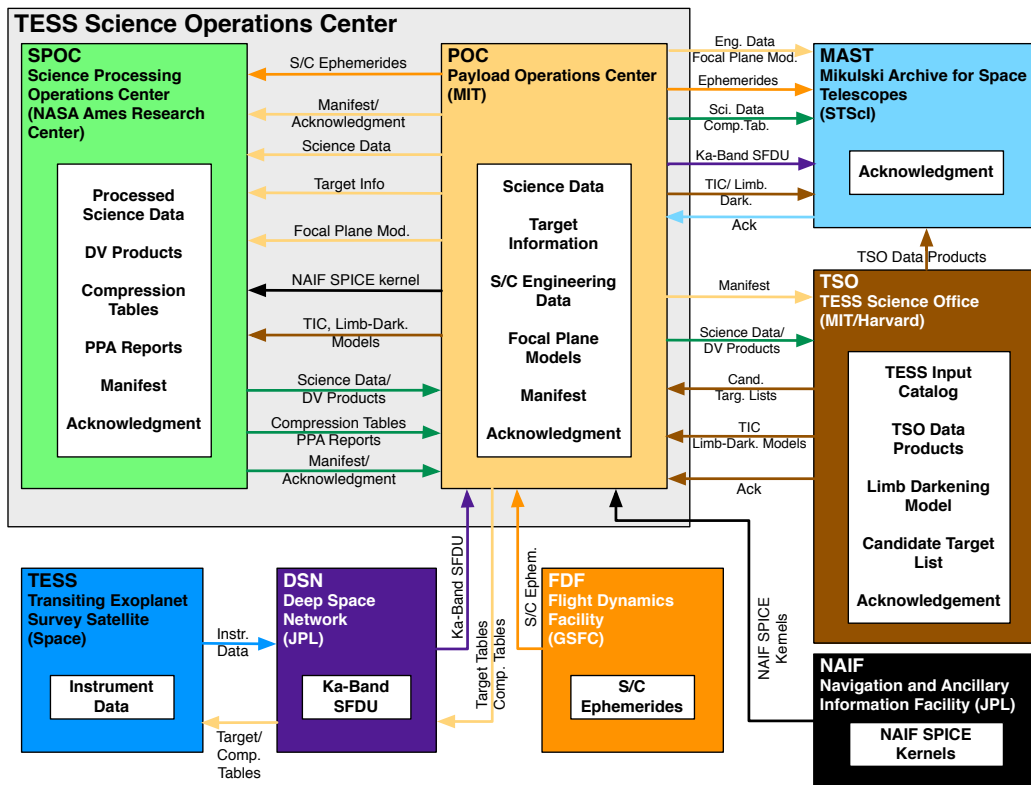 TESS Science Operations Center
SPOC
Science Processing
Operations Center
(NASA Ames Research
Center)
Processed
Science Data
DV Products
Compression
Tables
PPA Reports
Manifest
Acknowledgment
S/C Ephemerides
Manifest/
Acknowledgment
Science Data
Target Info
Focal Plane Mod.
NAIF SPICE kernel
TIC, Limb-Dark.
Models
Science Data/
DV Products
Compression Tables
PPA Reports
Manifest/
Acknowledgment
POC
Payload Operations Center
(MIT)
Science Data
Target
Information
S/C Engineering
Data
Focal Plane
Models
Manifest
Acknowledgment
Eng. Data
Focal Plane Mod.
Ephemerides
Sci. Data
Comp.Tab.
Ka-Band SFDU
TIC/ Limb.
Dark.
Ack
Manifest
Science Data/
DV Products
Cand.
Targ. Lists
TIC
Limb-Dark. Models
Ack
MAST
Mikulski Archive for Space
Telescopes
(STScI)
Acknowledgment
TSO Data Products
TSO
TESS Science Office
(MIT/Harvard)
TESS Input
Catalog
TSO Data
Products
Limb Darkening
Model
Candidate Target
List
Acknowledgement
TESS
Transiting Exoplanet
Survey Satellite
(Space)
Instrument
Data
Instr.
Data
Target/
Comp.
Tables
DSN
Deep Space
Network
(JPL)
Ka-Band
SFDU
Ka-Band SFDU
Target Tables
Comp. Tables
S/C Ephem.
FDF
Flight Dynamics
Facility
(GSFC)
S/C
Ephemerides
NAIF SPICE
Kernels
NAIF
Navigation and Ancillary
Information Facility (JPL)
NAIF SPICE
Kernels